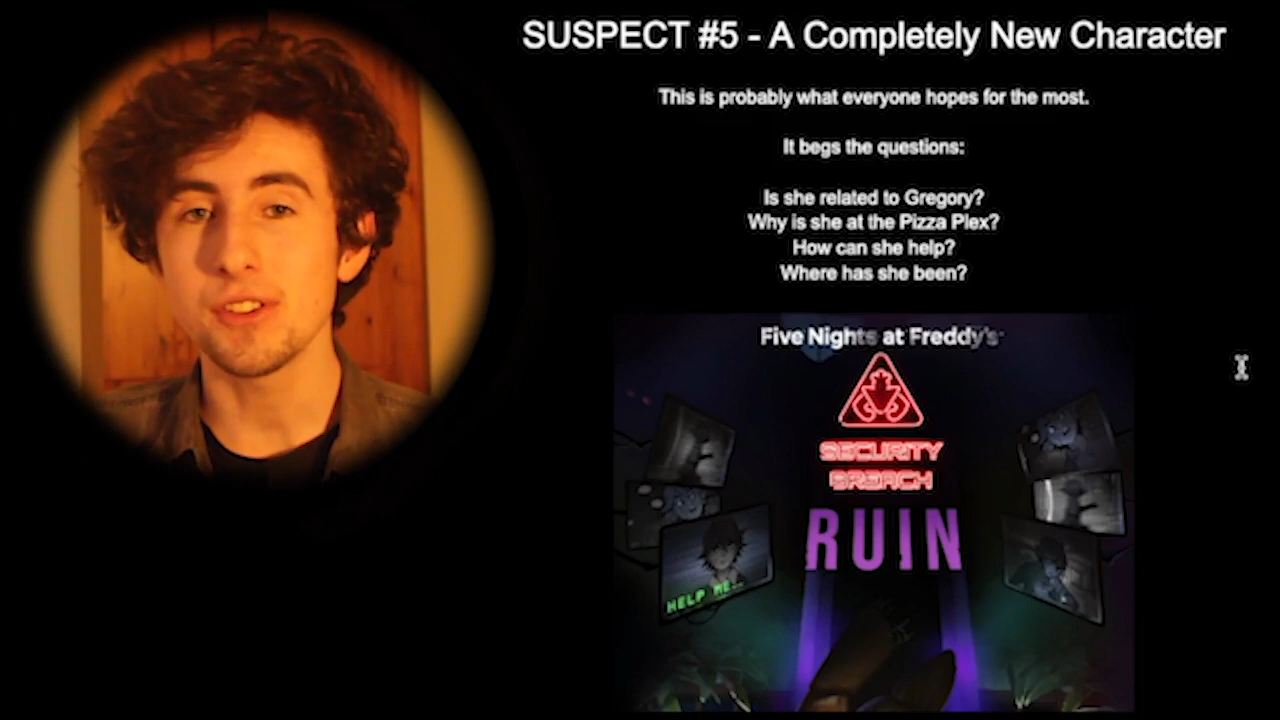 SUSPECT #5 - A Completely New Character
This is probably what everyone hopes for the most.
It begs the questions:
Is she related to Gregory?
Why is she at the Pizza Plex?
How can she help?
Where has she been?
Five Nights at Freddy's
SECURITY
BREACH
RUIN
HELP ME...